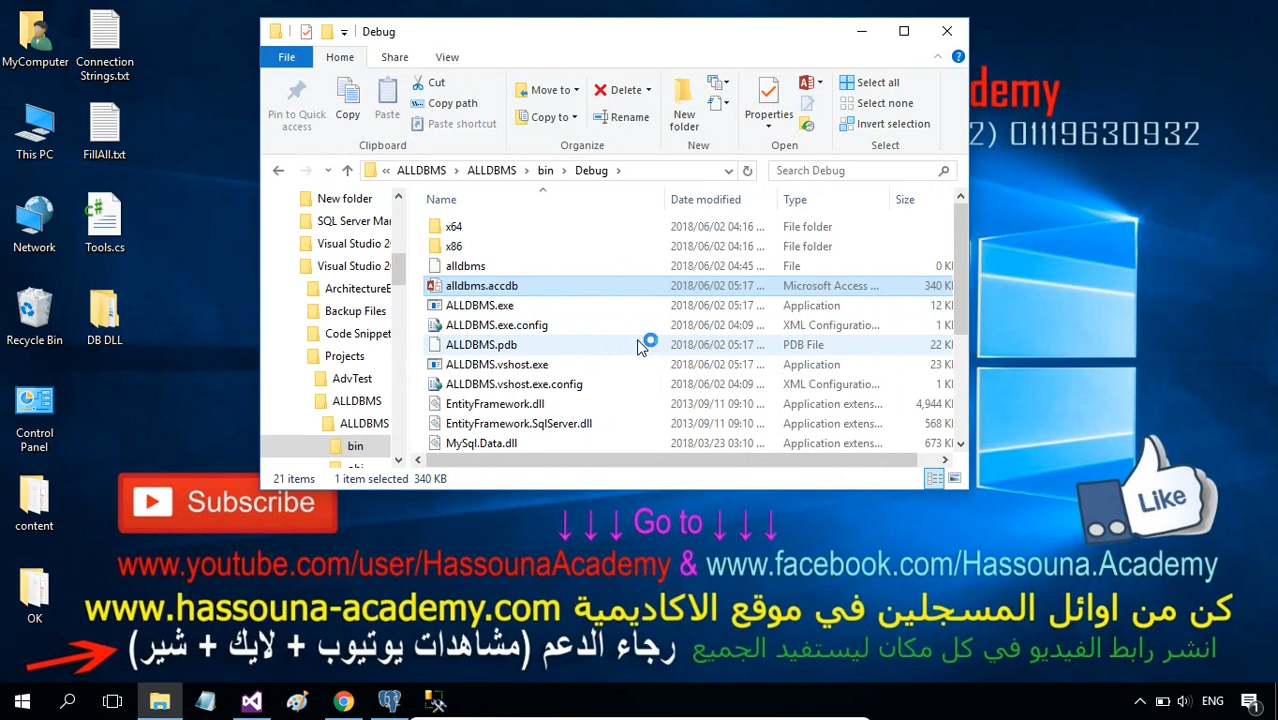 MyComputer
Connection Strings.txt
This PC
FillAll.txt
Network
Tools.cs
Recycle Bin
DB DLL
Control Panel
content
OK
Debug
File
Home
Share
View
Pin to Quick access
Copy
Paste
Cut
Copy path
Paste shortcut
Clipboard
Move to
Copy to
Delete
Rename
Organize
New folder
New
Properties
Open
Select all
Select none
Invert selection
Select
« ALLDBMS > ALLDBMS > bin > Debug >
Search Debug
New folder
SQL Server Mar
Visual Studio 2
Visual Studio 2
ArchitectureE
Backup Files
Code Snippet
Projects
AdvTest
ALLDBMS
ALLDBMS
bin
Name Date modified Type Size
x64 2018/06/02 04:16 ... File folder
x86 2018/06/02 04:16 ... File folder
alldbms 2018/06/02 04:45 ... File 0 K
alldbms.accdb 2018/06/02 05:17 ... Microsoft Access ... 340 K
ALLDBMS.exe 2018/06/02 05:17 ... Application 12 K
ALLDBMS.exe.config 2018/06/02 04:09 ... XML Configuratio... 1 K
ALLDBMS.pdb 2018/06/02 05:17 ... PDB File 22 K
ALLDBMS.vshost.exe 2018/06/02 05:17 ... Application 23 K
ALLDBMS.vshost.exe.config 2018/06/02 04:09 ... XML Configuratio... 1 K
EntityFramework.dll 2013/09/11 09:10 ... Application extens... 4,944 K
EntityFramework.SqlServer.dll 2013/09/11 09:10 ... Application extens... 568 K
MySql.Data.dll 2018/03/23 03:10 ... Application extens... 673 K
21 items 1 item selected 340 KB
demy
2) 01119630932
Subscribe
Like
↓ ↓ ↓ Go to ↓ ↓ ↓
www.youtube.com/user/HassounaAcademy & www.facebook.com/Hassouna.Academy
كن من اوائل المسجلين في موقع الاكاديمية www.hassouna-academy.com
انشر رابط الفيديو في كل مكان ليستفيد الجميع
رجاء الدعم (مشاهدات يوتيوب + لايك + شير)
ENG
1